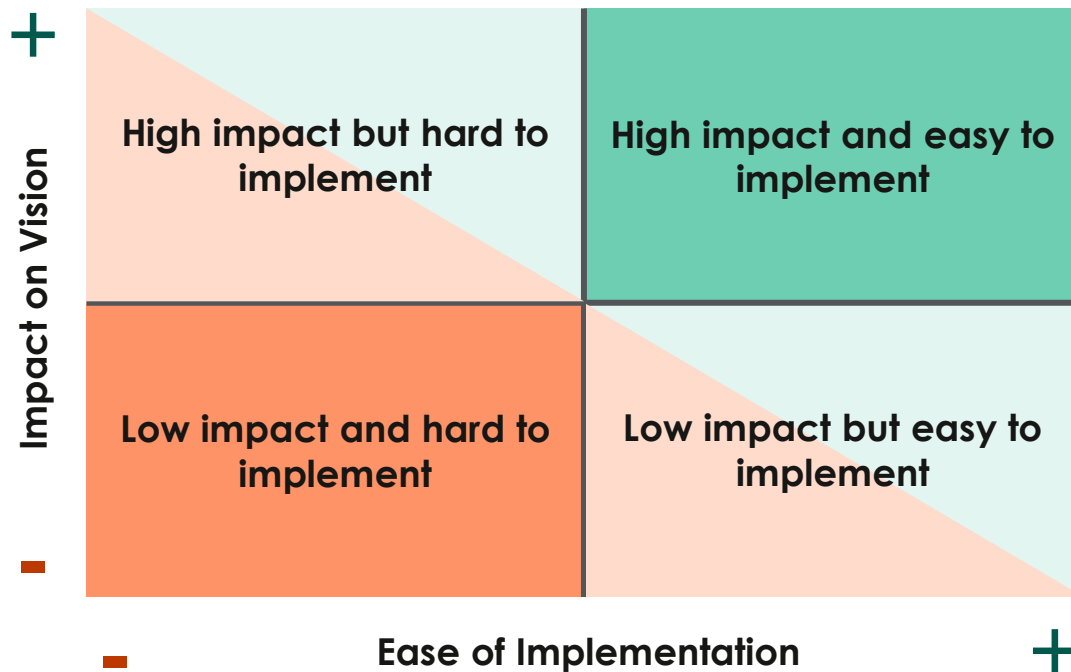 +
High impact but hard to
implement
High impact and easy to
implement
Impact on Vision
Low impact and hard to
implement
Low impact but easy to
implement
-
-
Ease of Implementation
+